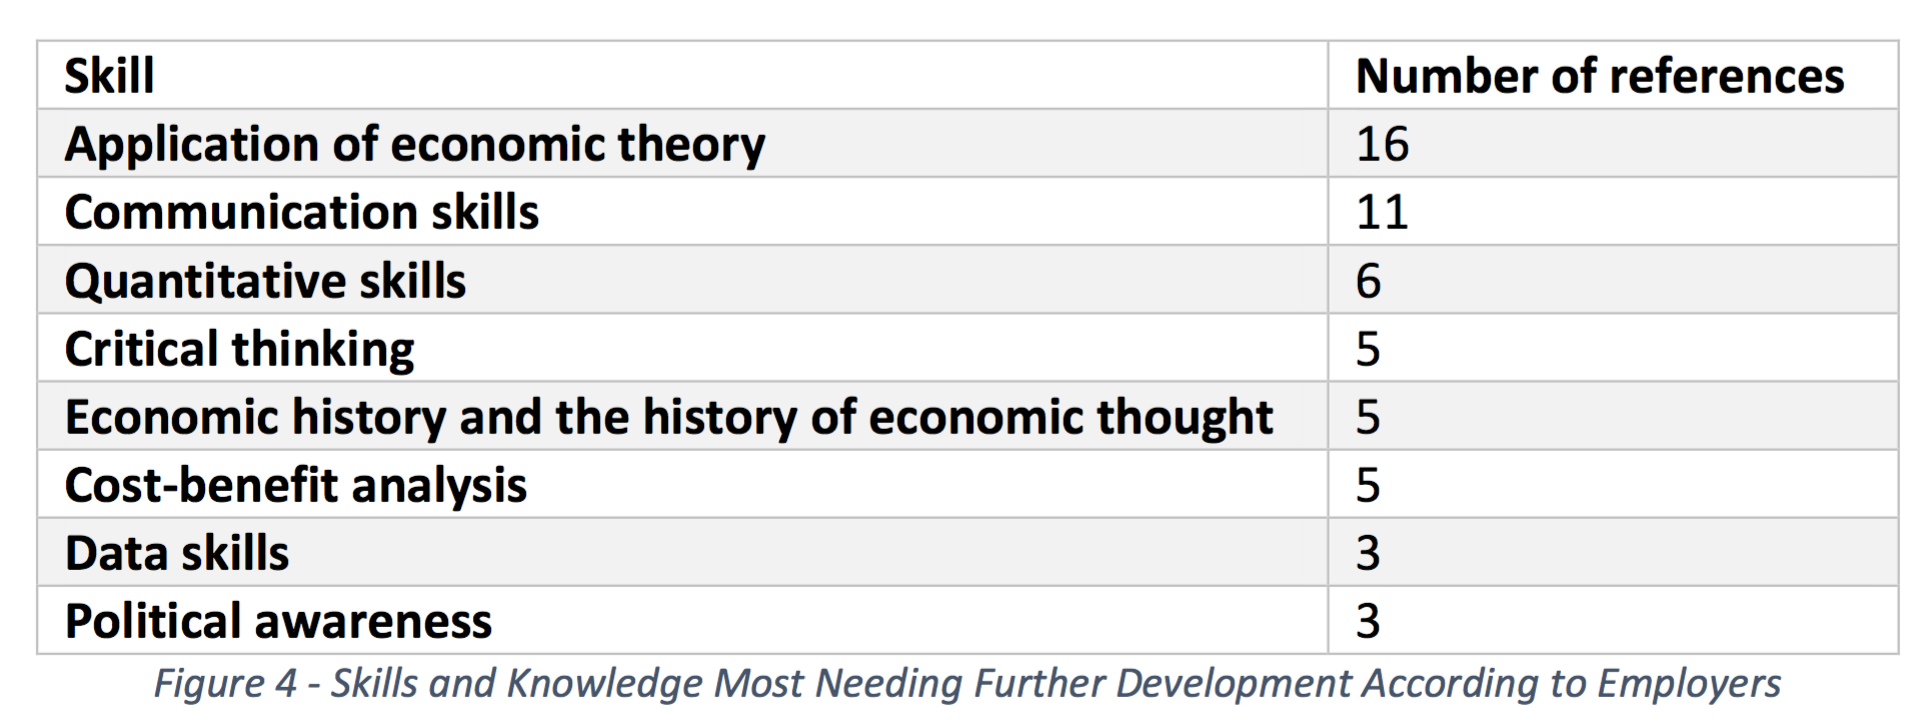 Skill Number of references
Application of economic theory 16
Communication skills 11
Quantitative skills 6
Critical thinking 5
Economic history and the history of economic thought 5
Cost-benefit analysis 5
Data skills 3
Political awareness 3
Figure 4 - Skills and Knowledge Most Needing Further Development According to Employers